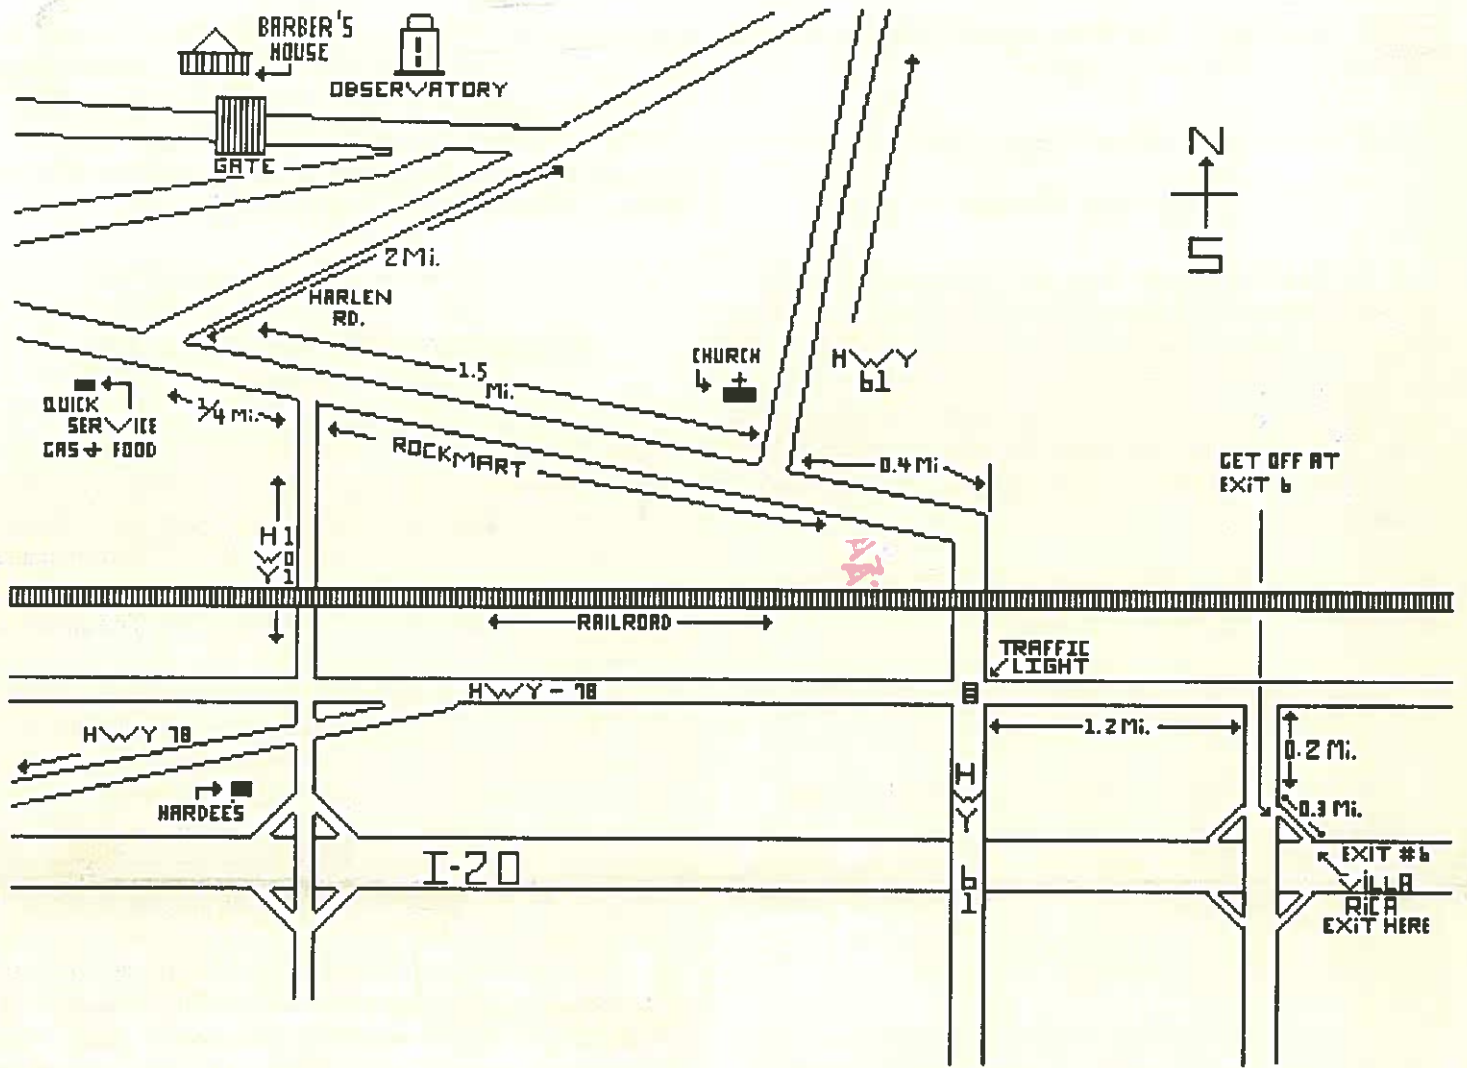 BARBER'S
HOUSE
OBSERVATORY
GATE
N
S
2 Mi.
HARLEN
RD.
1.5
Mi.
CHURCH
HWY
61
QUICK
SERVICE
GAS + FOOD
1/4 Mi.
ROCKMART
0.4 Mi
GET OFF AT
EXiT 6
HWY
101
RAILROAD
TRAFFIC
LIGHT
HWY - 78
HWY 78
1.2 Mi.
0.2 Mi.
HARDEE'S
HWY 61
0.3 Mi.
I-20
EXIT #6
ViLLA
RiCA
EXiT HERE